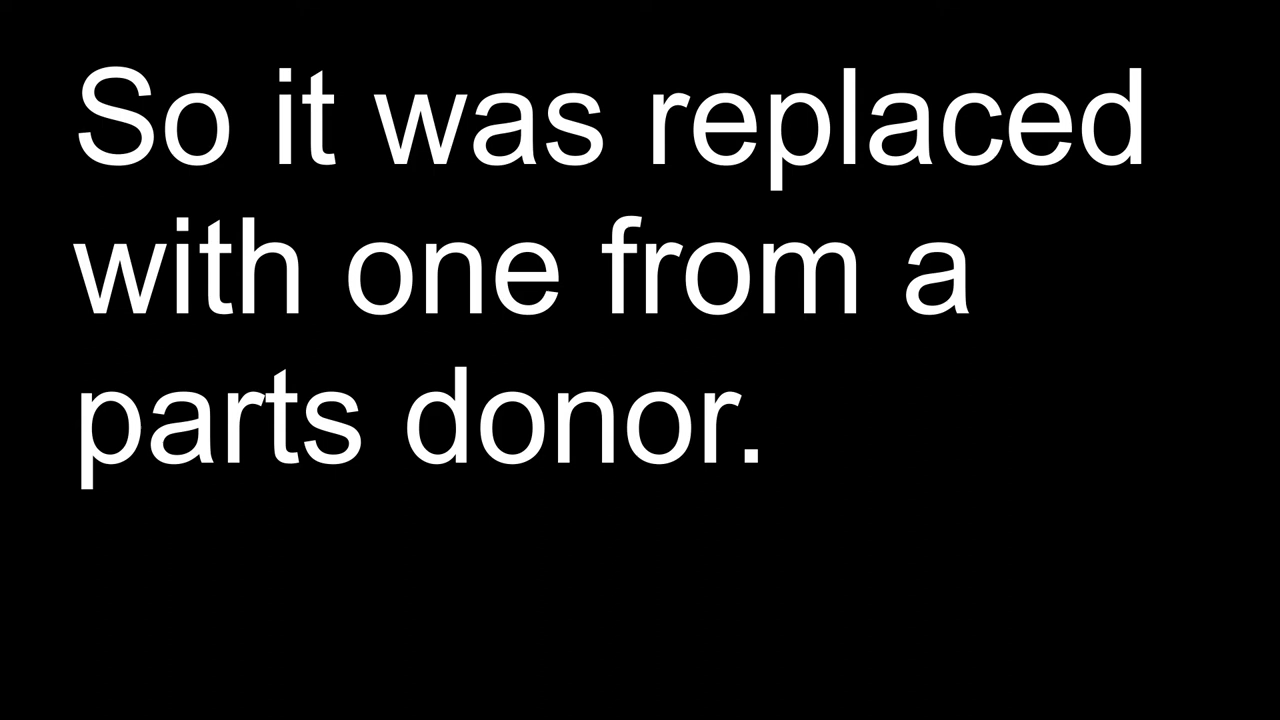 So it was replaced
with one from a
parts donor.